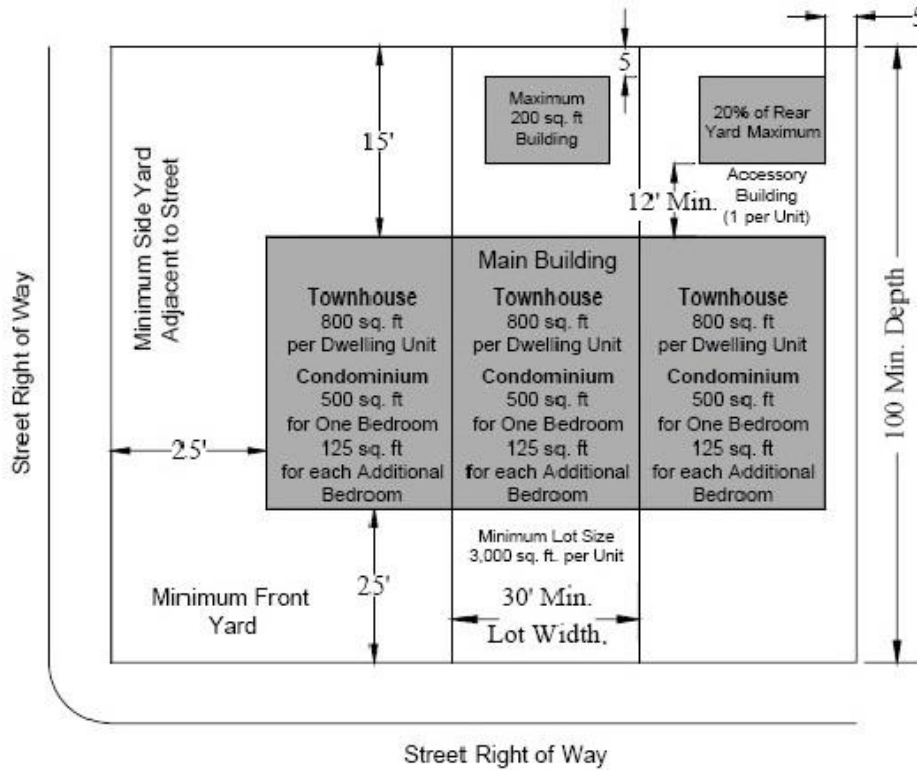 5
5
Maximum
200 sq. ft
Building
20% of Rear
Yard Maximum
15'
Accessory
Building
(1 per Unit)
12' Min.
Minimum Side Yard
Adjacent to Street
Street Right of Way
Main Building
Townhouse
800 sq. ft
per Dwelling Unit
Condominium
500 sq. ft
for One Bedroom
125 sq. ft
for each Additional
Bedroom
Townhouse
800 sq. ft
per Dwelling Unit
Condominium
500 sq. ft
for One Bedroom
125 sq. ft
for each Additional
Bedroom
Townhouse
800 sq. ft
per Dwelling Unit
Condominium
500 sq. ft
for One Bedroom
125 sq. ft
for each Additional
Bedroom
100 Min. Depth
25'
Minimum Lot Size
3,000 sq. ft. per Unit
25'
Minimum Front
Yard
30' Min.
Lot Width.
Street Right of Way